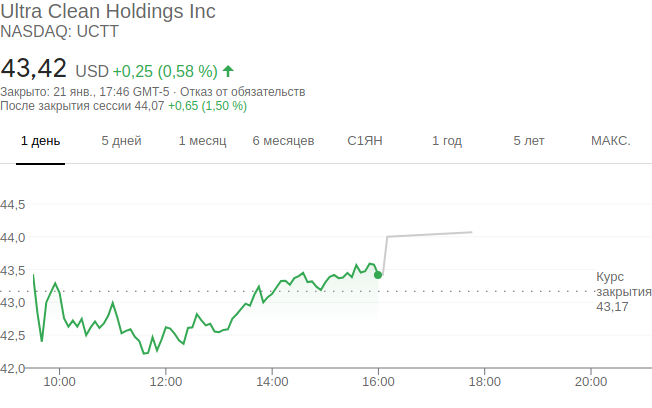 Ultra Clean Holdings Inc
NASDAQ: UCTT
43,42 USD +0,25 (0,58 %)
Закрыто: 21 янв., 17:46 GMT-5 · Отказ от обязательств
После закрытия сессии 44,07 +0,65 (1,50 %)
1 день 5 дней 1 месяц 6 месяцев С1ЯН 1 год 5 лет МАКС.
44,5
44,0
43,5
Курс
закрытия
43,17
43,0
42,5
42,0
10:00 12:00 14:00 16:00 18:00 20:00